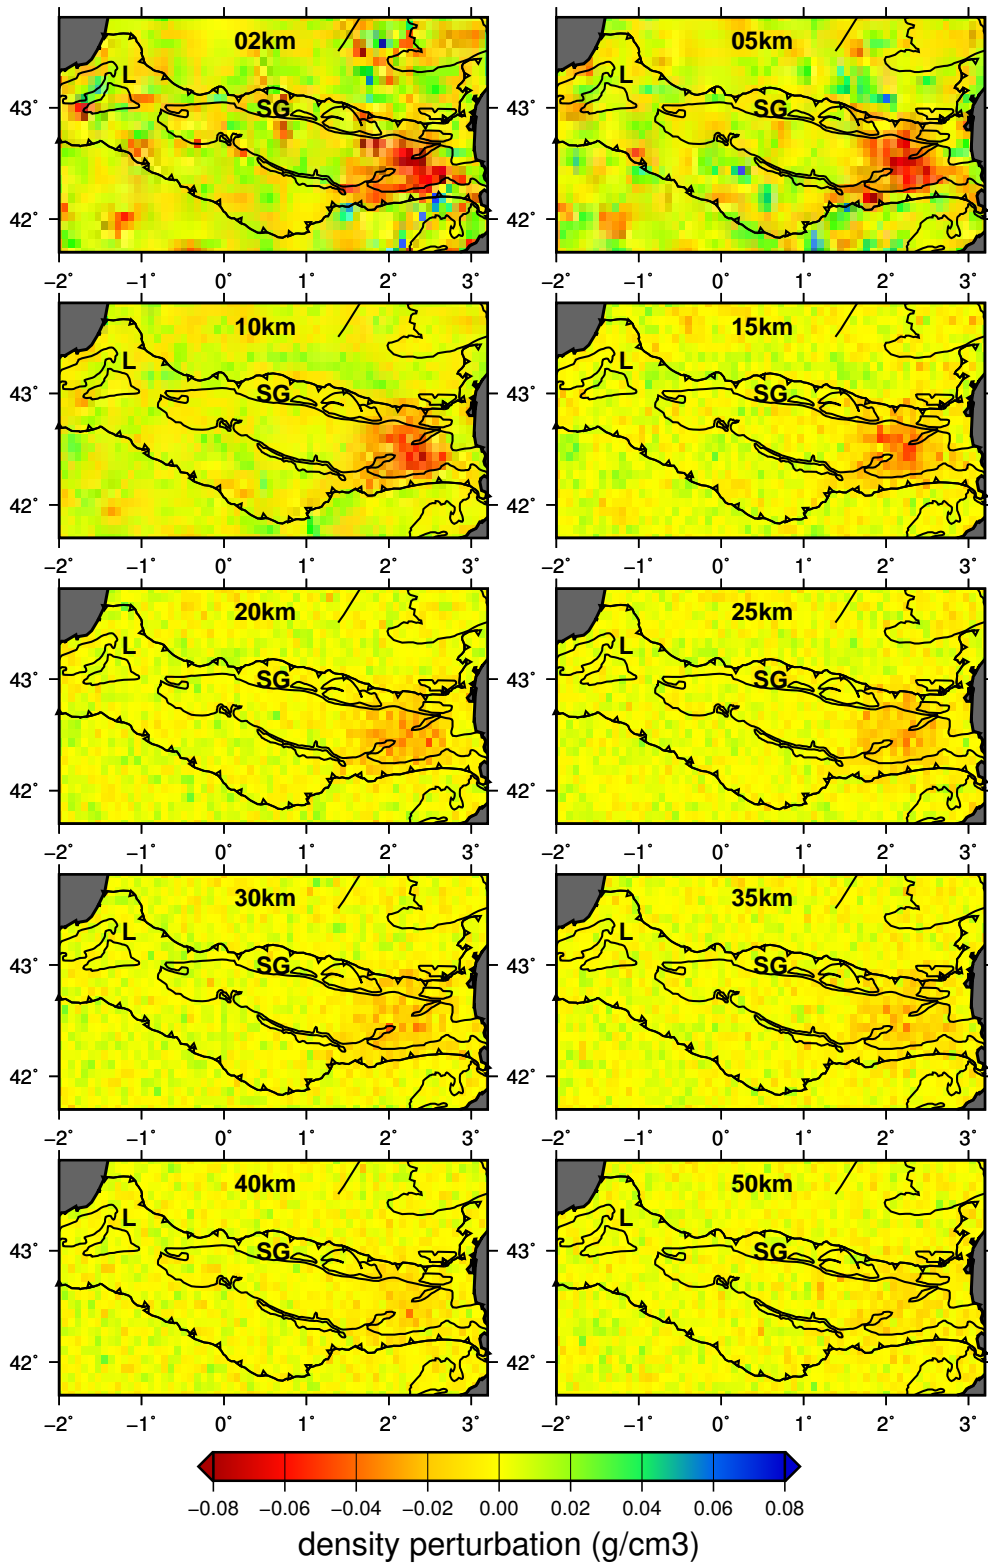 02km 05km
L SG L SG
43° 43°
42° 42°
−2° −1° 0° 1° 2° 3° −2° −1° 0° 1° 2° 3°
10km 15km
L SG L SG
43° 43°
42° 42°
−2° −1° 0° 1° 2° 3° −2° −1° 0° 1° 2° 3°
20km 25km
L SG L SG
43° 43°
42° 42°
−2° −1° 0° 1° 2° 3° −2° −1° 0° 1° 2° 3°
30km 35km
L SG L SG
43° 43°
42° 42°
−2° −1° 0° 1° 2° 3° −2° −1° 0° 1° 2° 3°
40km 50km
L SG L SG
43° 43°
42° 42°
−2° −1° 0° 1° 2° 3° −2° −1° 0° 1° 2° 3°
−0.08 −0.06 −0.04 −0.02 0.00 0.02 0.04 0.06 0.08
density perturbation (g/cm3)